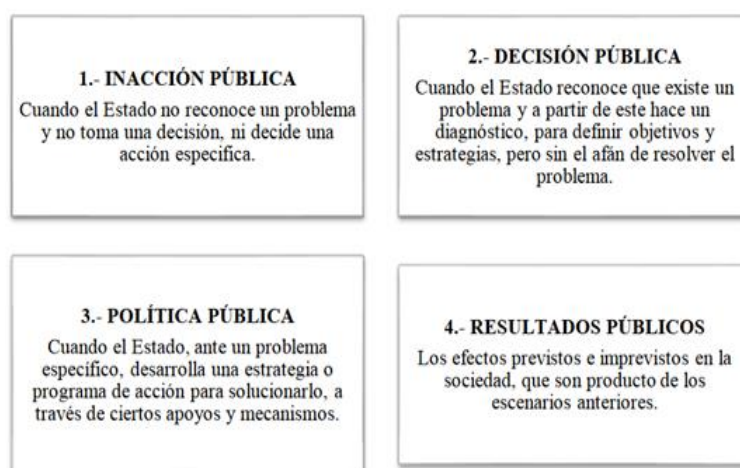 1.- INACCIÓN PÚBLICA
Cuando el Estado no reconoce un problema
y no toma una decisión, ni decide una
acción especifica.
2.- DECISIÓN PÚBLICA
Cuando el Estado reconoce que existe un
problema y a partir de este hace un
diagnóstico, para definir objetivos y
estrategias, pero sin el afán de resolver el
problema.
3.- POLÍTICA PÚBLICA
Cuando el Estado, ante un problema
especifico, desarrolla una estrategia o
programa de acción para solucionarlo, a
través de ciertos apoyos y mecanismos.
4.- RESULTADOS PÚBLICOS
Los efectos previstos e imprevistos en la
sociedad, que son producto de los
escenarios anteriores.